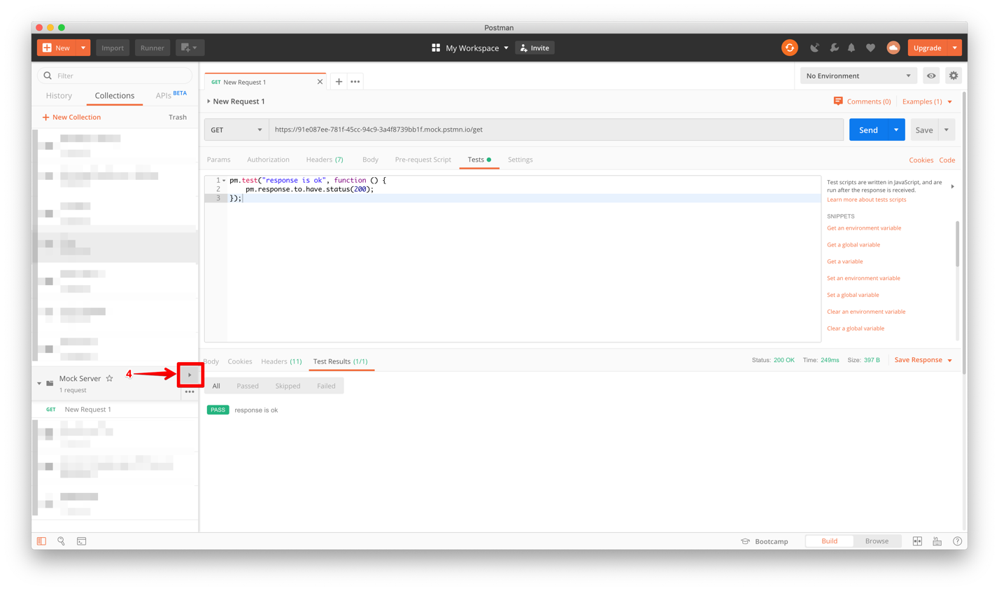 Postman
New
Import
Runner
My Workspace
Invite
Upgrade
Filter
History
Collections
APIs BETA
New Collection
Trash
4
Mock Server
1 request
GET New Request 1
GET New Request 1
No Environment
New Request 1
Comments (0)
Examples (1)
GET
https://91e087ee-781f-45cc-94c9-3a4f8739bb1f.mock.pstmn.io/get
Send
Save
Params
Authorization
Headers (7)
Body
Pre-request Script
Tests
Settings
Cookies
Code
1 pm.test("response is ok", function () {
2 pm.response.to.have.status(200);
3 });
Test scripts are written in JavaScript, and are
run after the response is received.
Learn more about tests scripts
SNIPPETS
Get an environment variable
Get a global variable
Get a variable
Set an environment variable
Set a global variable
Clear an environment variable
Clear a global variable
Body
Cookies
Headers (11)
Test Results (1/1)
Status: 200 OK
Time: 249ms
Size: 397 B
Save Response
All
Passed
Skipped
Failed
PASS response is ok
Bootcamp
Build
Browse